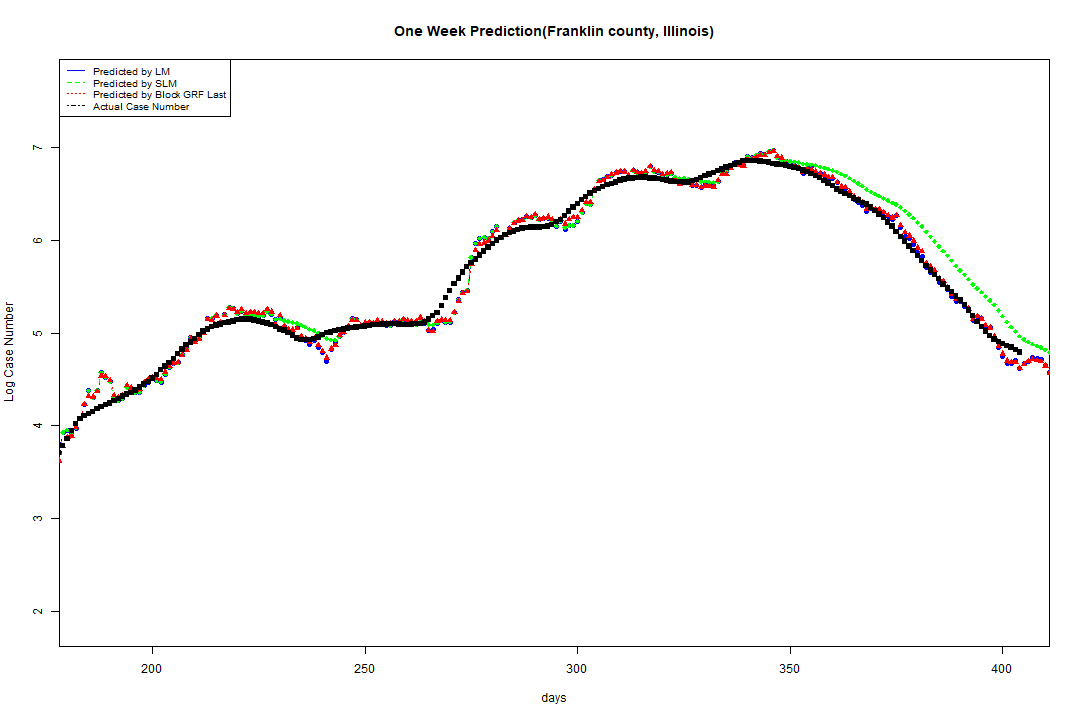 One Week Prediction(Franklin county, Illinois)
Predicted by LM
Predicted by SLM
Predicted by Block GRF Last
Actual Case Number
7
6
5
4
3
2
Log Case Number
200 250 300 350 400
days